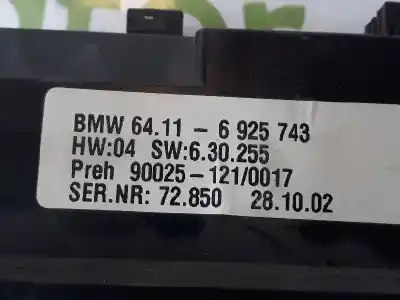 BMW 64.11 - 6 925 743
HW:04 SW:6.30.255
Preh 90025-121/0017
SER.NR: 72.850 28.10.02